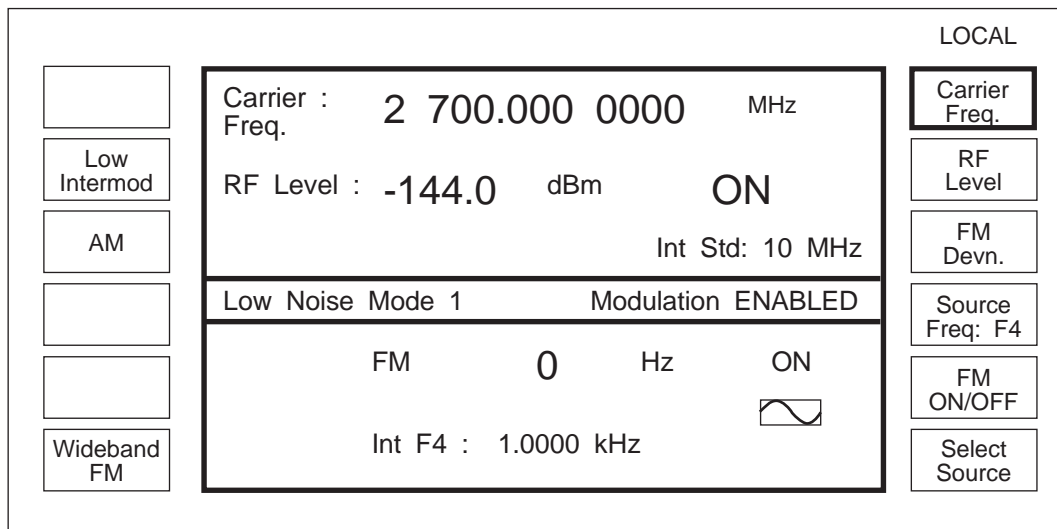 LOCAL
Low
Intermod
AM
Wideband
FM
Carrier :
Freq.
2 700.000 0000 MHz
RF Level : -144.0 dBm ON
Int Std: 10 MHz
Low Noise Mode 1 Modulation ENABLED
FM 0 Hz ON
Int F4 : 1.0000 kHz
Carrier
Freq.
RF
Level
FM
Devn.
Source
Freq: F4
FM
ON/OFF
Select
Source